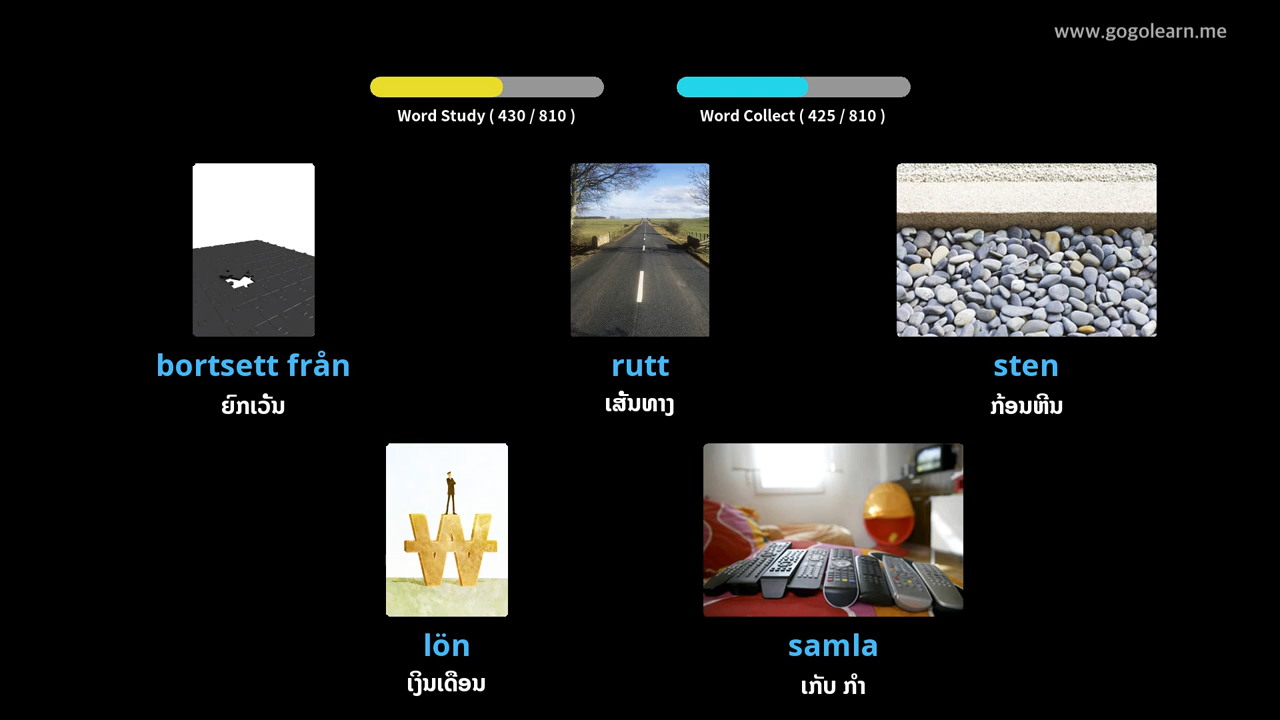 www.gogolearn.me
Word Study ( 430 / 810 )
Word Collect ( 425 / 810 )
bortsett från
ຍົກເວັ້ນ
rutt
ເສັ້ນທາງ
sten
ກ້ອນຫີນ
lön
ເງິນເດືອນ
samla
ເກັບ ກຳ